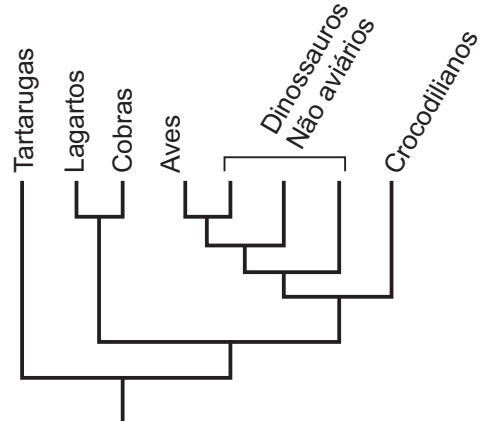 Tartarugas
Lagartos
Cobras
Aves
Dinossauros
Não aviários
Crocodilianos